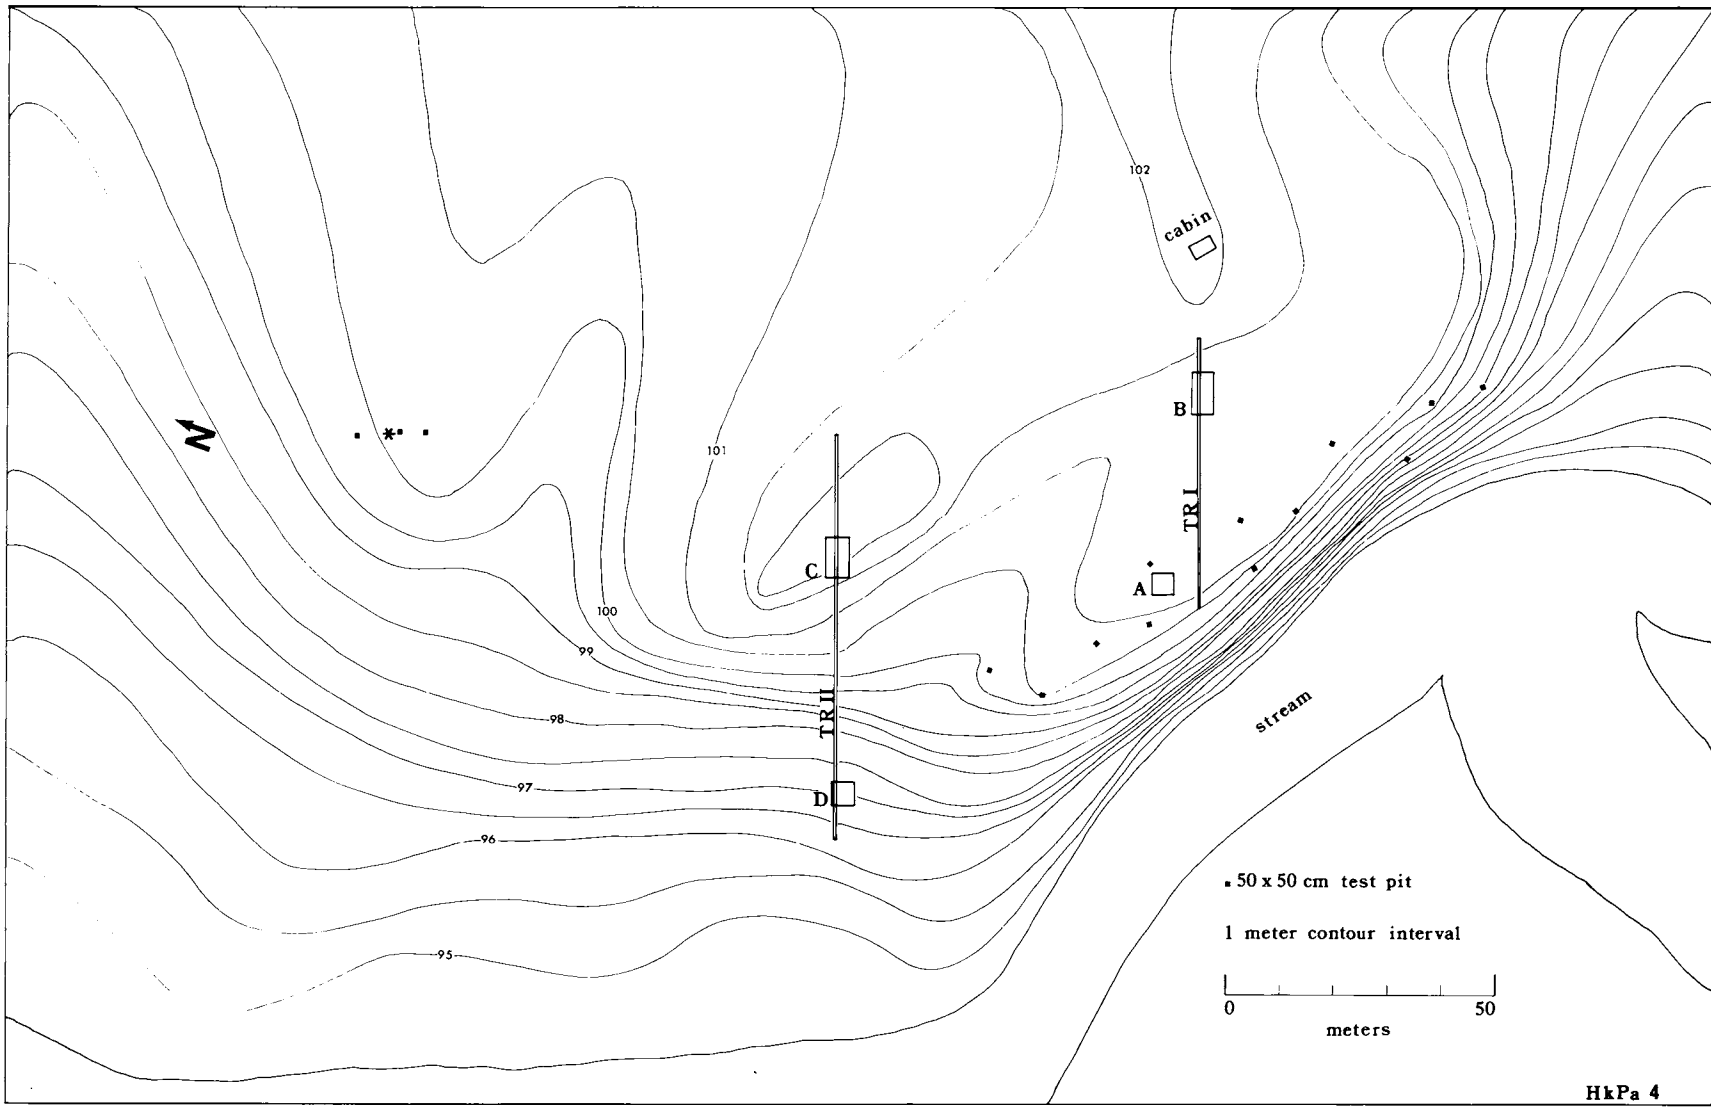 102
cabin
B
N
101
TR I
C
A
100
99
TR II
98
stream
97
D
96
50 x 50 cm test pit
1 meter contour interval
95
0 50
meters
HkPa 4